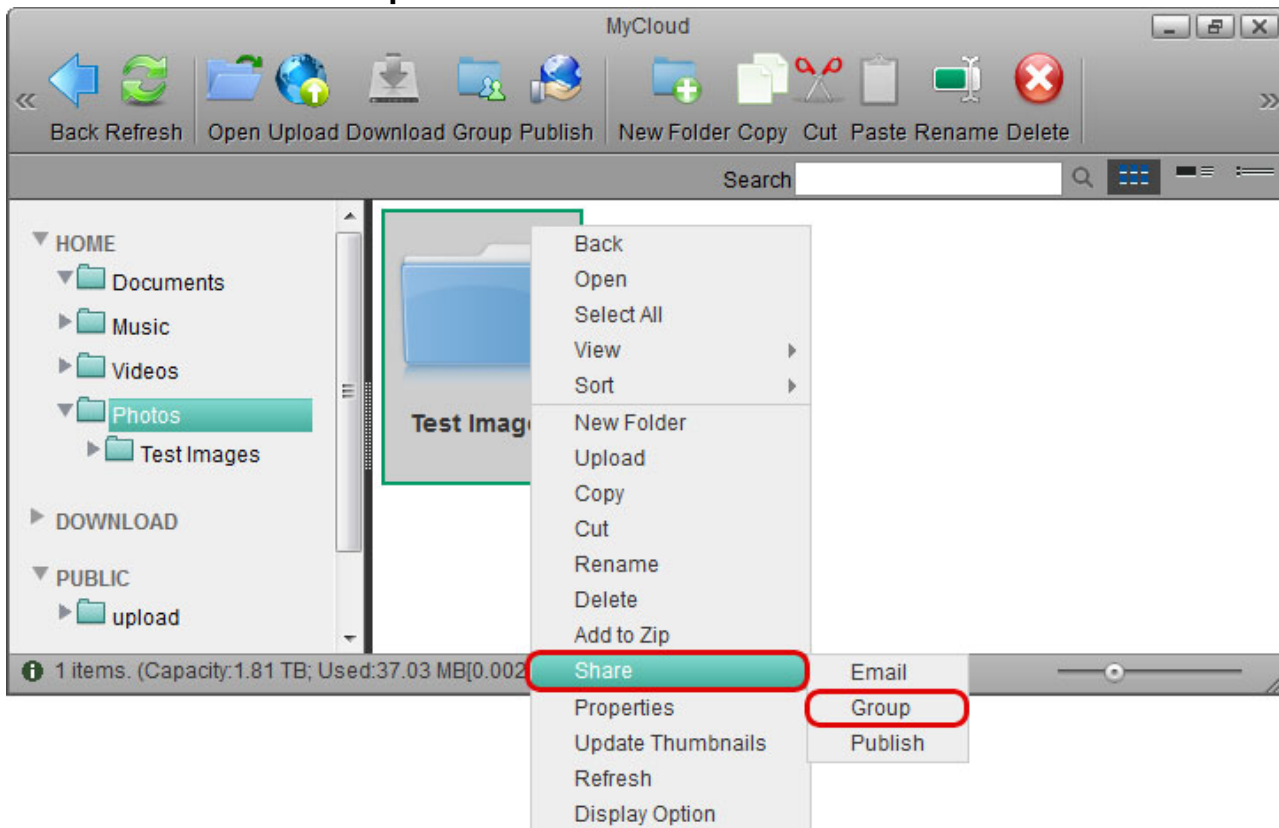 MyCloud
Back Refresh Open Upload Download Group Publish New Folder Copy Cut Paste Rename Delete
Search
HOME
Documents
Music
Videos
Photos
Test Images
DOWNLOAD
PUBLIC
upload
Test Imag
Back
Open
Select All
View
Sort
New Folder
Upload
Copy
Cut
Rename
Delete
Add to Zip
Share
Properties
Update Thumbnails
Refresh
Display Option
Email
Group
Publish
1 items. (Capacity:1.81 TB; Used:37.03 MB[0.002